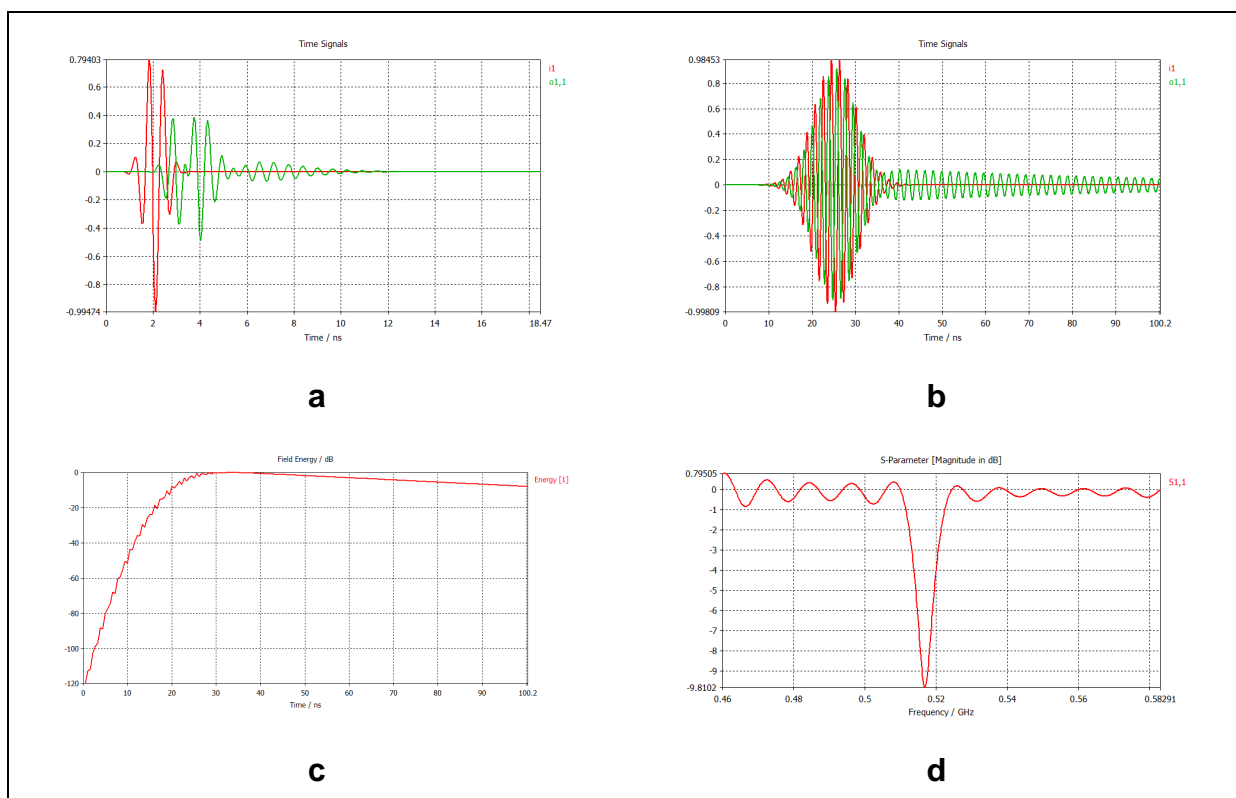 Time Signals
0.79403
0.6
0.4
0.2
0
-0.2
-0.4
-0.6
-0.8
-0.99474
0 2 4 6 8 10 12 14 16 18.47
Time / ns
i1
o1,1
a
Time Signals
0.98453
0.8
0.6
0.4
0.2
0
-0.2
-0.4
-0.6
-0.8
-0.99809
0 10 20 30 40 50 60 70 80 90 100.2
Time / ns
i1
o1,1
b
Field Energy / dB
0
-20
-40
-60
-80
-100
-120
0 10 20 30 40 50 60 70 80 90 100.2
Time / ns
Energy [1]
c
S-Parameter [Magnitude in dB]
0.79505
0
-1
-2
-3
-4
-5
-6
-7
-8
-9
-9.8102
0.46 0.48 0.5 0.52 0.54 0.56 0.58291
Frequency / GHz
S1,1
d